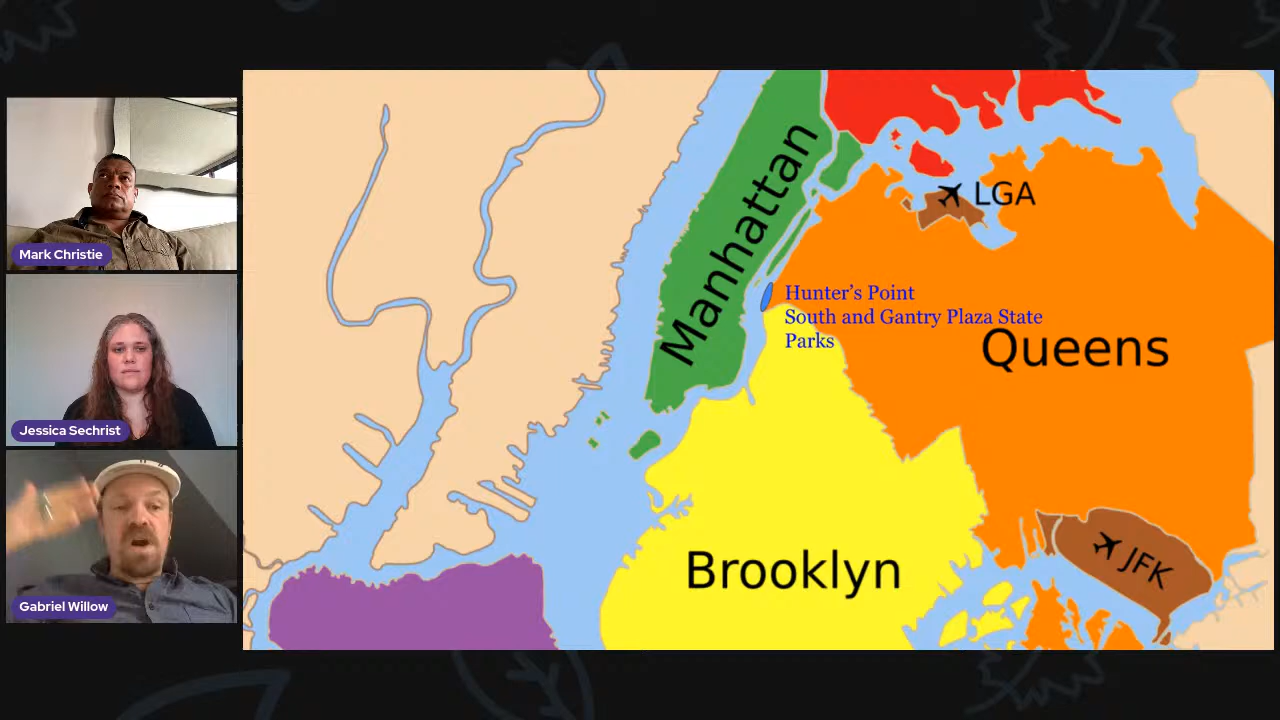 Mark Christie
Jessica Sechrist
Gabriel Willow
Manhattan
LGA
Hunter’s Point
South and Gantry Plaza State
Parks
Queens
Brooklyn
JFK